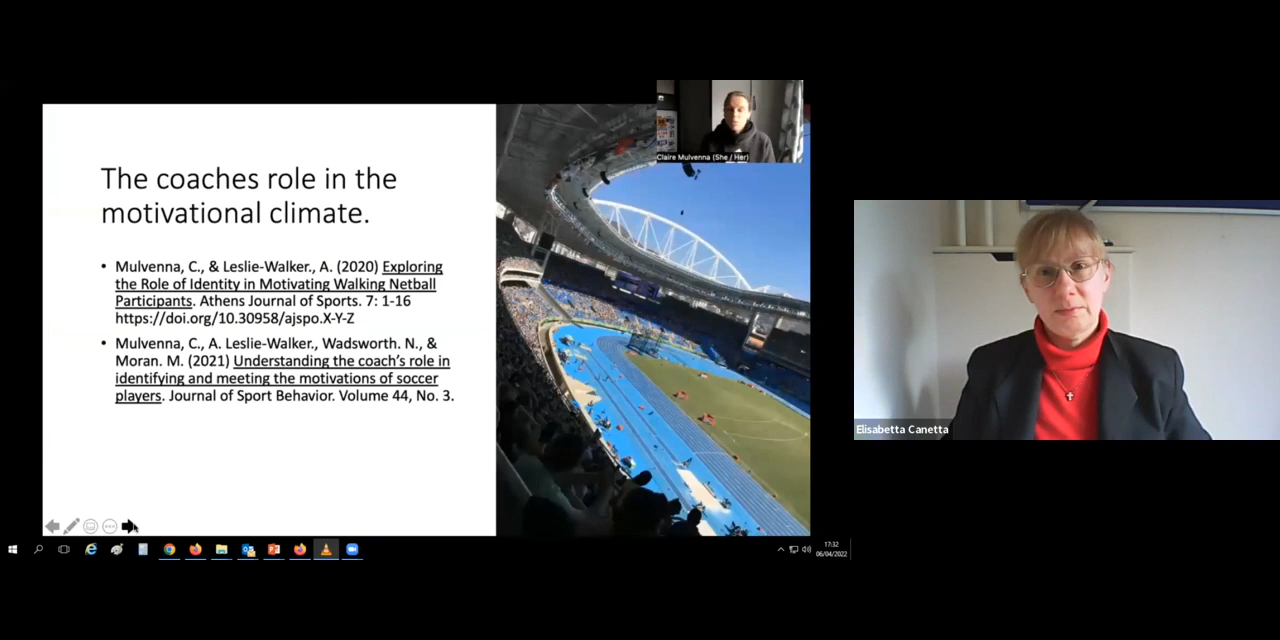 Claire Mulvenna (She / Her)
The coaches role in the
motivational climate.
• Mulvenna, C., & Leslie-Walker., A. (2020) Exploring
the Role of Identity in Motivating Walking Netball
Participants. Athens Journal of Sports. 7: 1-16
https://doi.org/10.30958/ajspo.X-Y-Z
• Mulvenna, C., A. Leslie-Walker., Wadsworth. N., &
Moran. M. (2021) Understanding the coach's role in
identifying and meeting the motivations of soccer
players. Journal of Sport Behavior. Volume 44, No. 3.
Elisabetta Canetta
17:32
06/04/2022